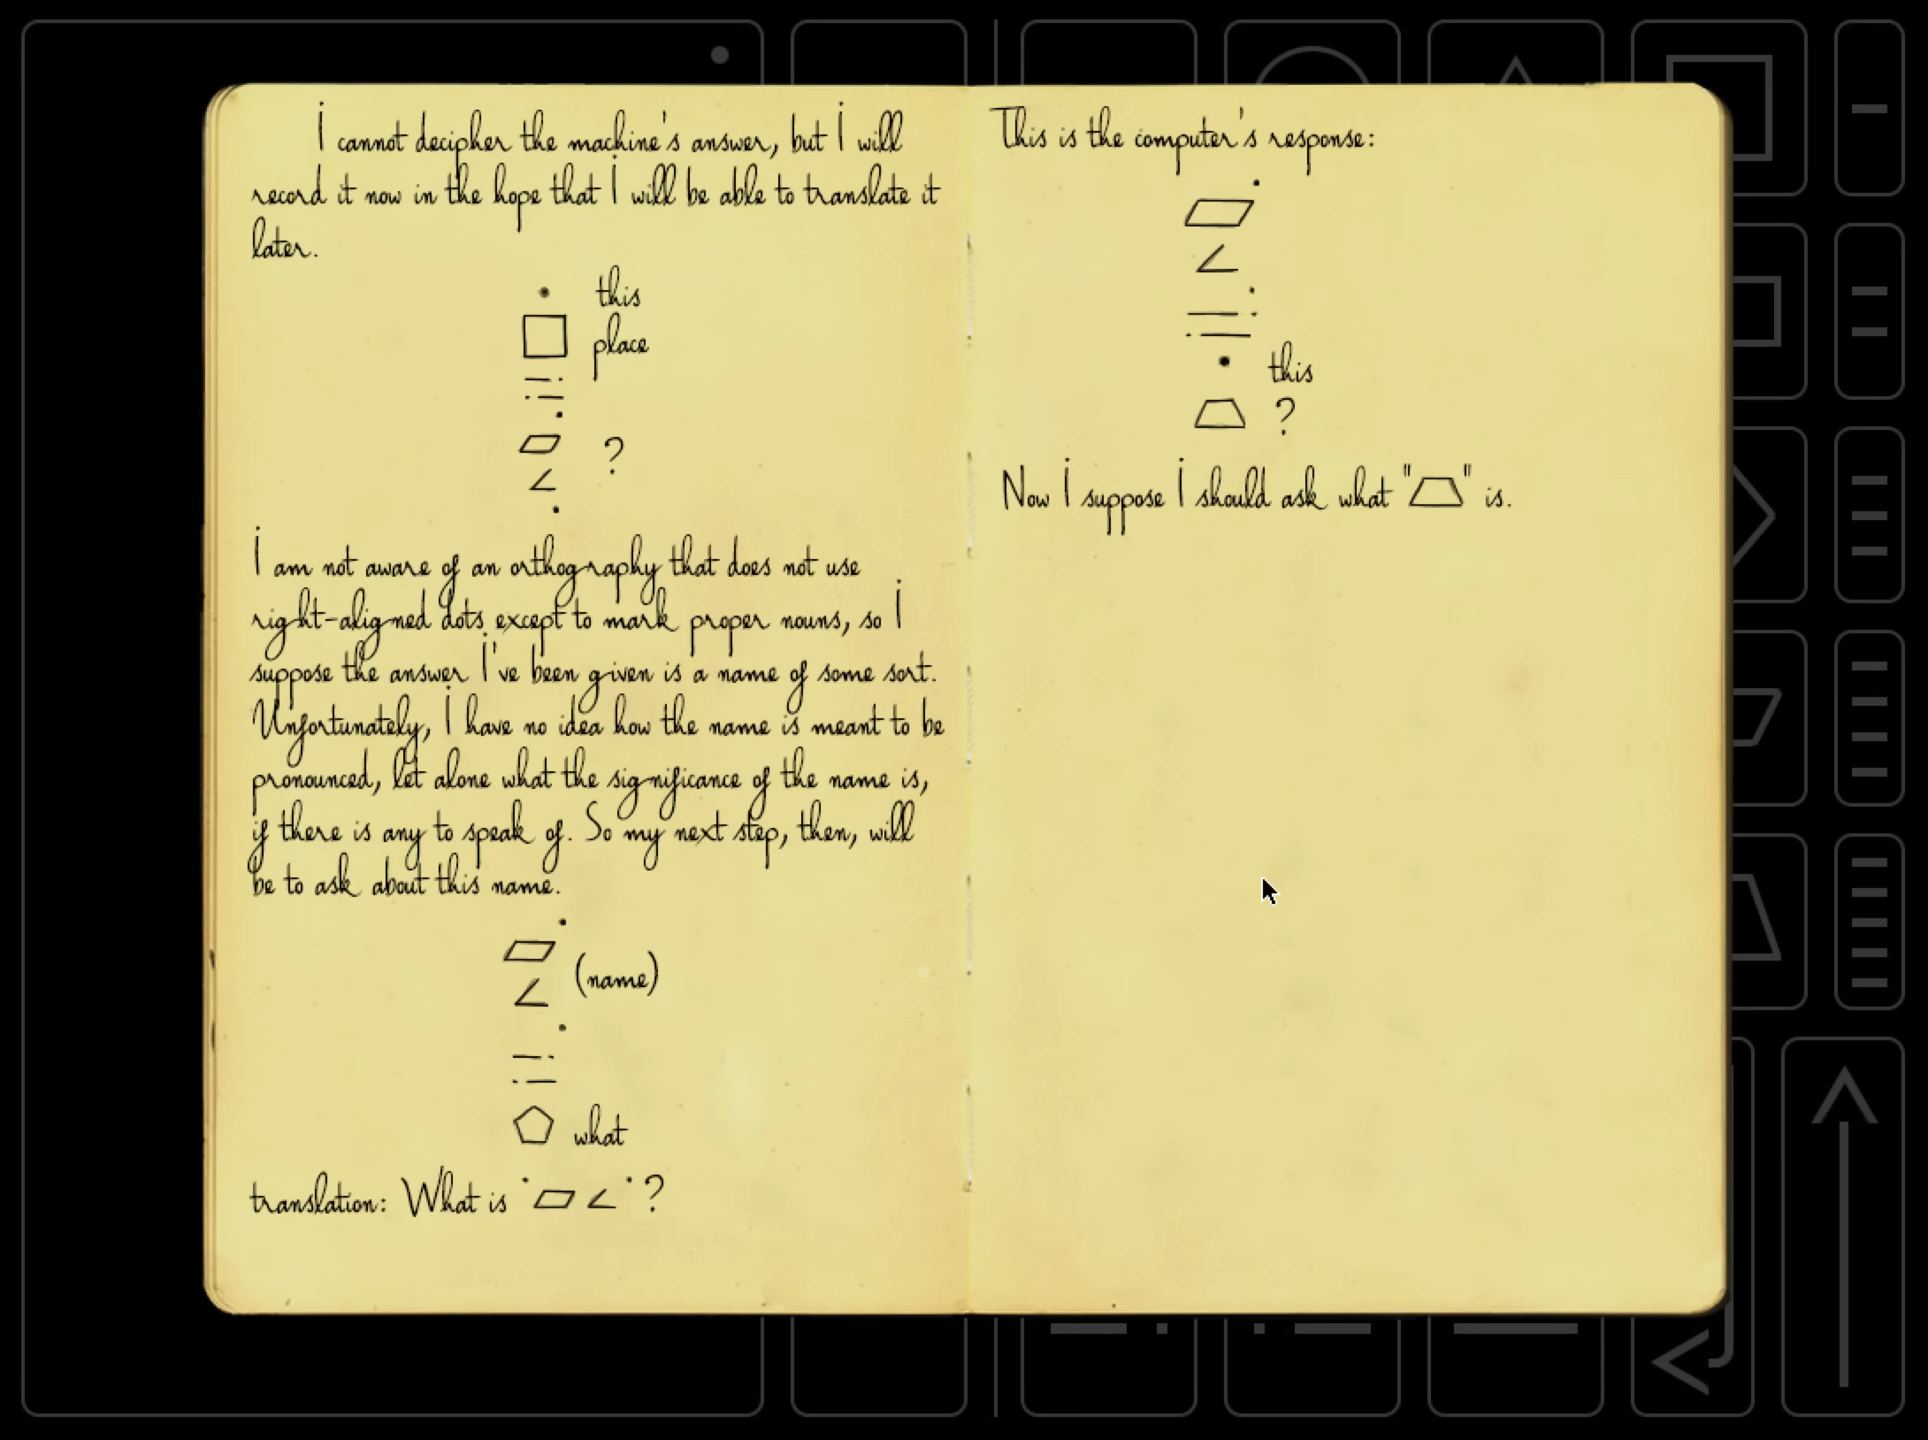 I cannot decipher the machine's answer, but I will
record it now in the hope that I will be able to translate it
later.
this
place
?
I am not aware of an orthography that does not use
right-aligned dots except to mark proper nouns, so I
suppose the answer I've been given is a name of some sort.
Unfortunately, I have no idea how the name is meant to be
pronounced, let alone what the significance of the name is,
if there is any to speak of. So my next step, then, will
be to ask about this name.
(name)
what
translation: What is ˙▱∠˙?
This is the computer's response:
this
?
Now I suppose I should ask what "⏢" is.